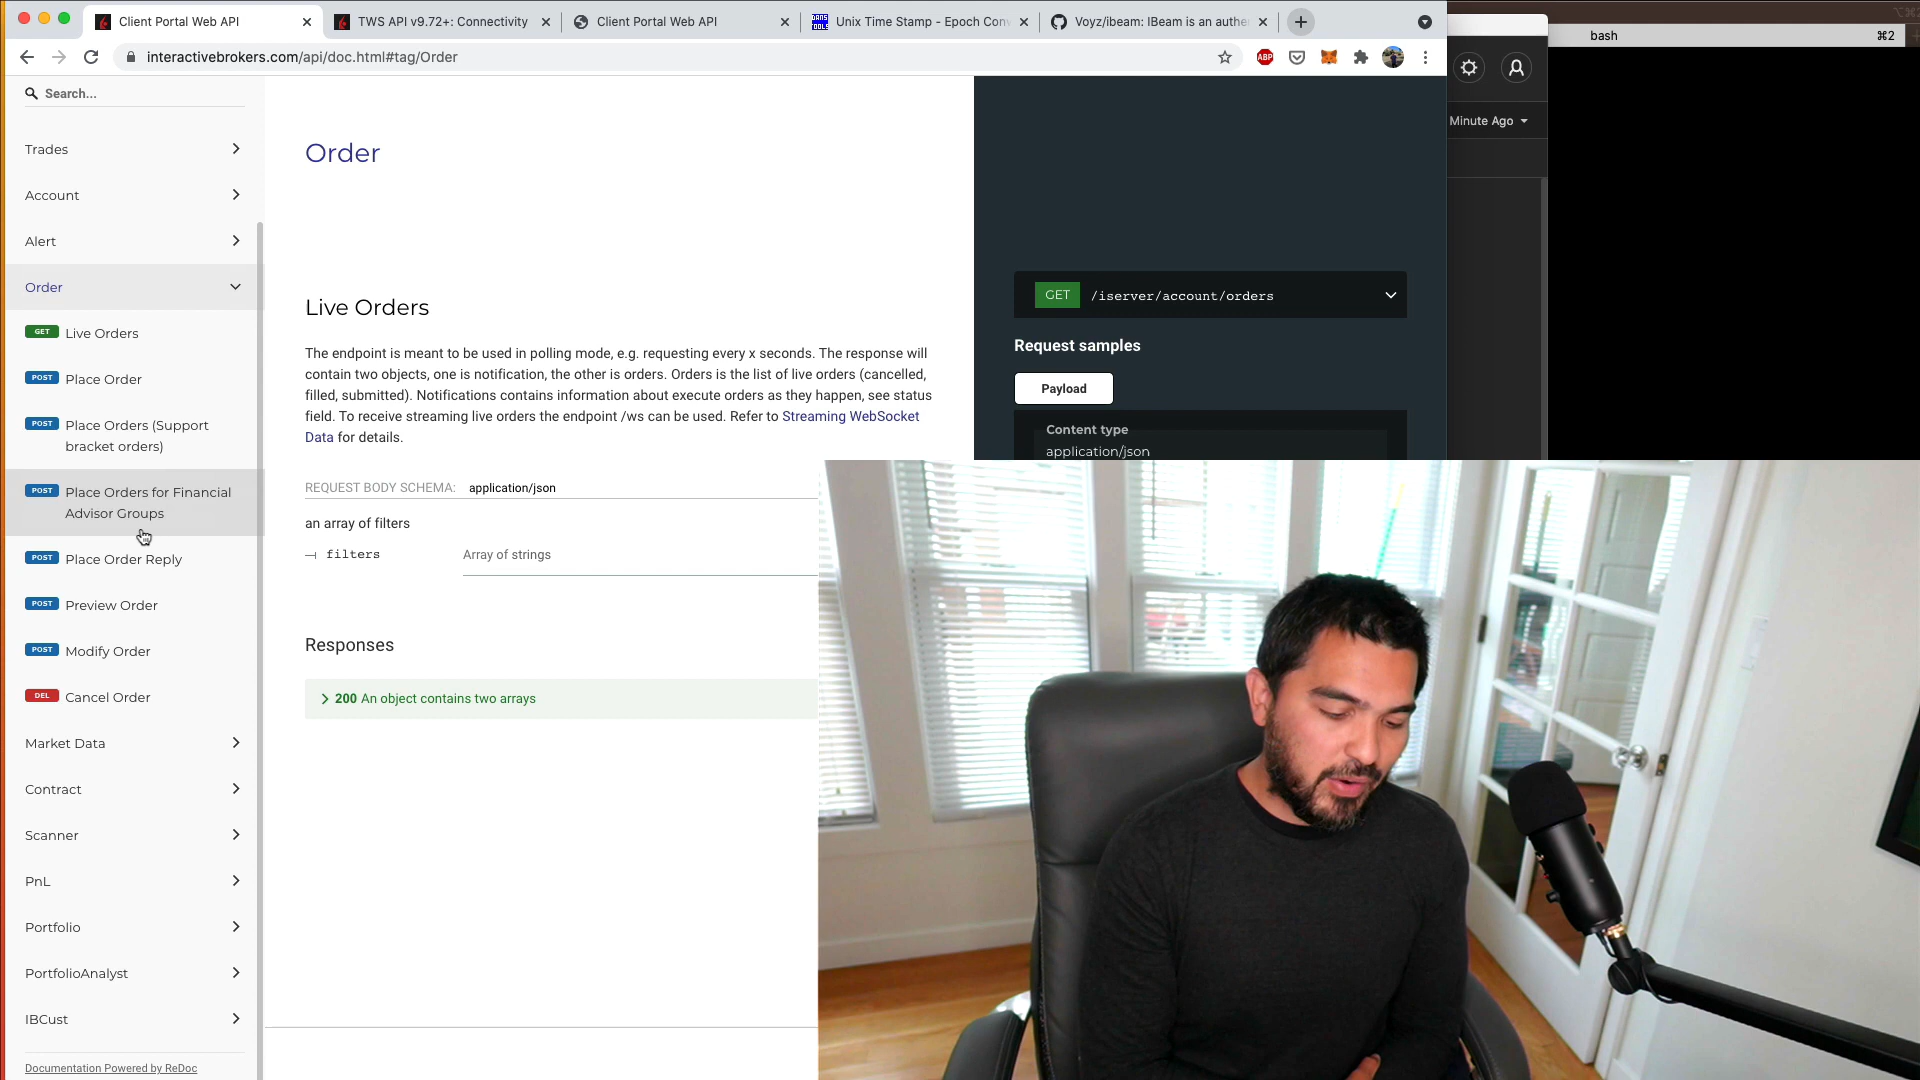 Client Portal Web API
TWS API v9.72+: Connectivity
Client Portal Web API
Unix Time Stamp - Epoch Con
Voyz/ibeam: IBeam is an authe
bash
⌘2
interactivebrokers.com/api/doc.html#tag/Order
ABP
Search...
Minute Ago
Trades
Account
Alert
Order
GET Live Orders
POST Place Order
POST Place Orders (Support
bracket orders)
POST Place Orders for Financial
Advisor Groups
POST Place Order Reply
POST Preview Order
POST Modify Order
DEL Cancel Order
Market Data
Contract
Scanner
PnL
Portfolio
PortfolioAnalyst
IBCust
Documentation Powered by ReDoc
Order
Live Orders
The endpoint is meant to be used in polling mode, e.g. requesting every x seconds. The response will
contain two objects, one is notification, the other is orders. Orders is the list of live orders (cancelled,
filled, submitted). Notifications contains information about execute orders as they happen, see status
field. To receive streaming live orders the endpoint /ws can be used. Refer to Streaming WebSocket
Data for details.
REQUEST BODY SCHEMA: application/json
an array of filters
filters Array of strings
Responses
200 An object contains two arrays
GET /iserver/account/orders
Request samples
Payload
Content type
application/json